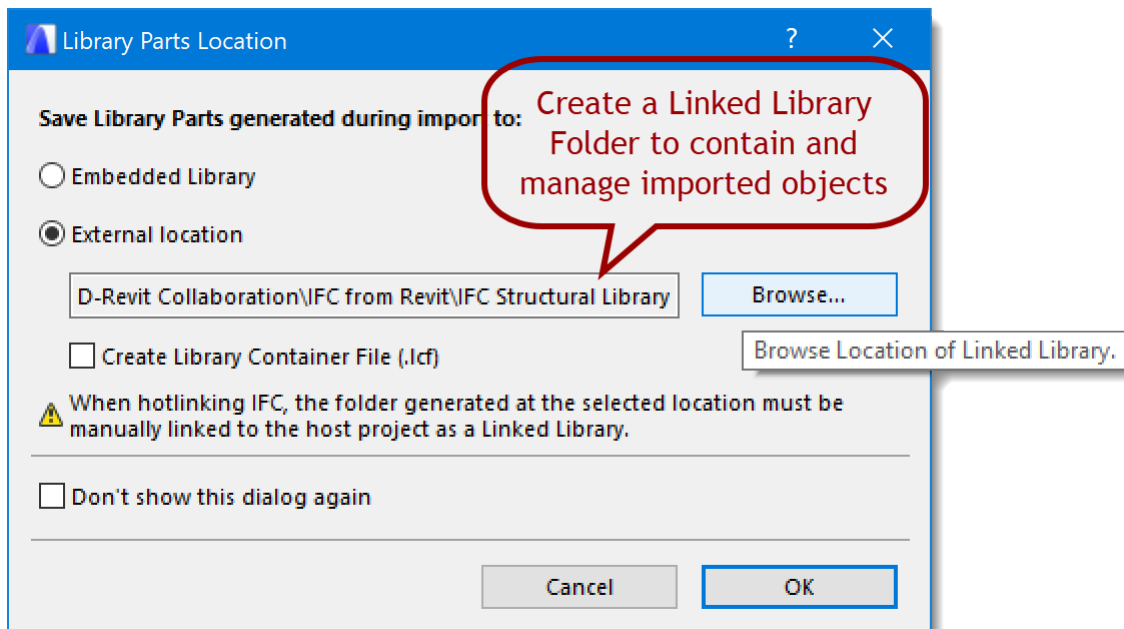 Library Parts Location
?
Create a Linked Library
Folder to contain and
manage imported objects
Save Library Parts generated during impor to:
Embedded Library
External location
D-Revit Collaboration\IFC from Revit\IFC Structural Library
Browse...
Browse Location of Linked Library.
Create Library Container File (.lcf)
When hotlinking IFC, the folder generated at the selected location must be
manually linked to the host project as a Linked Library.
Don't show this dialog again
Cancel
OK